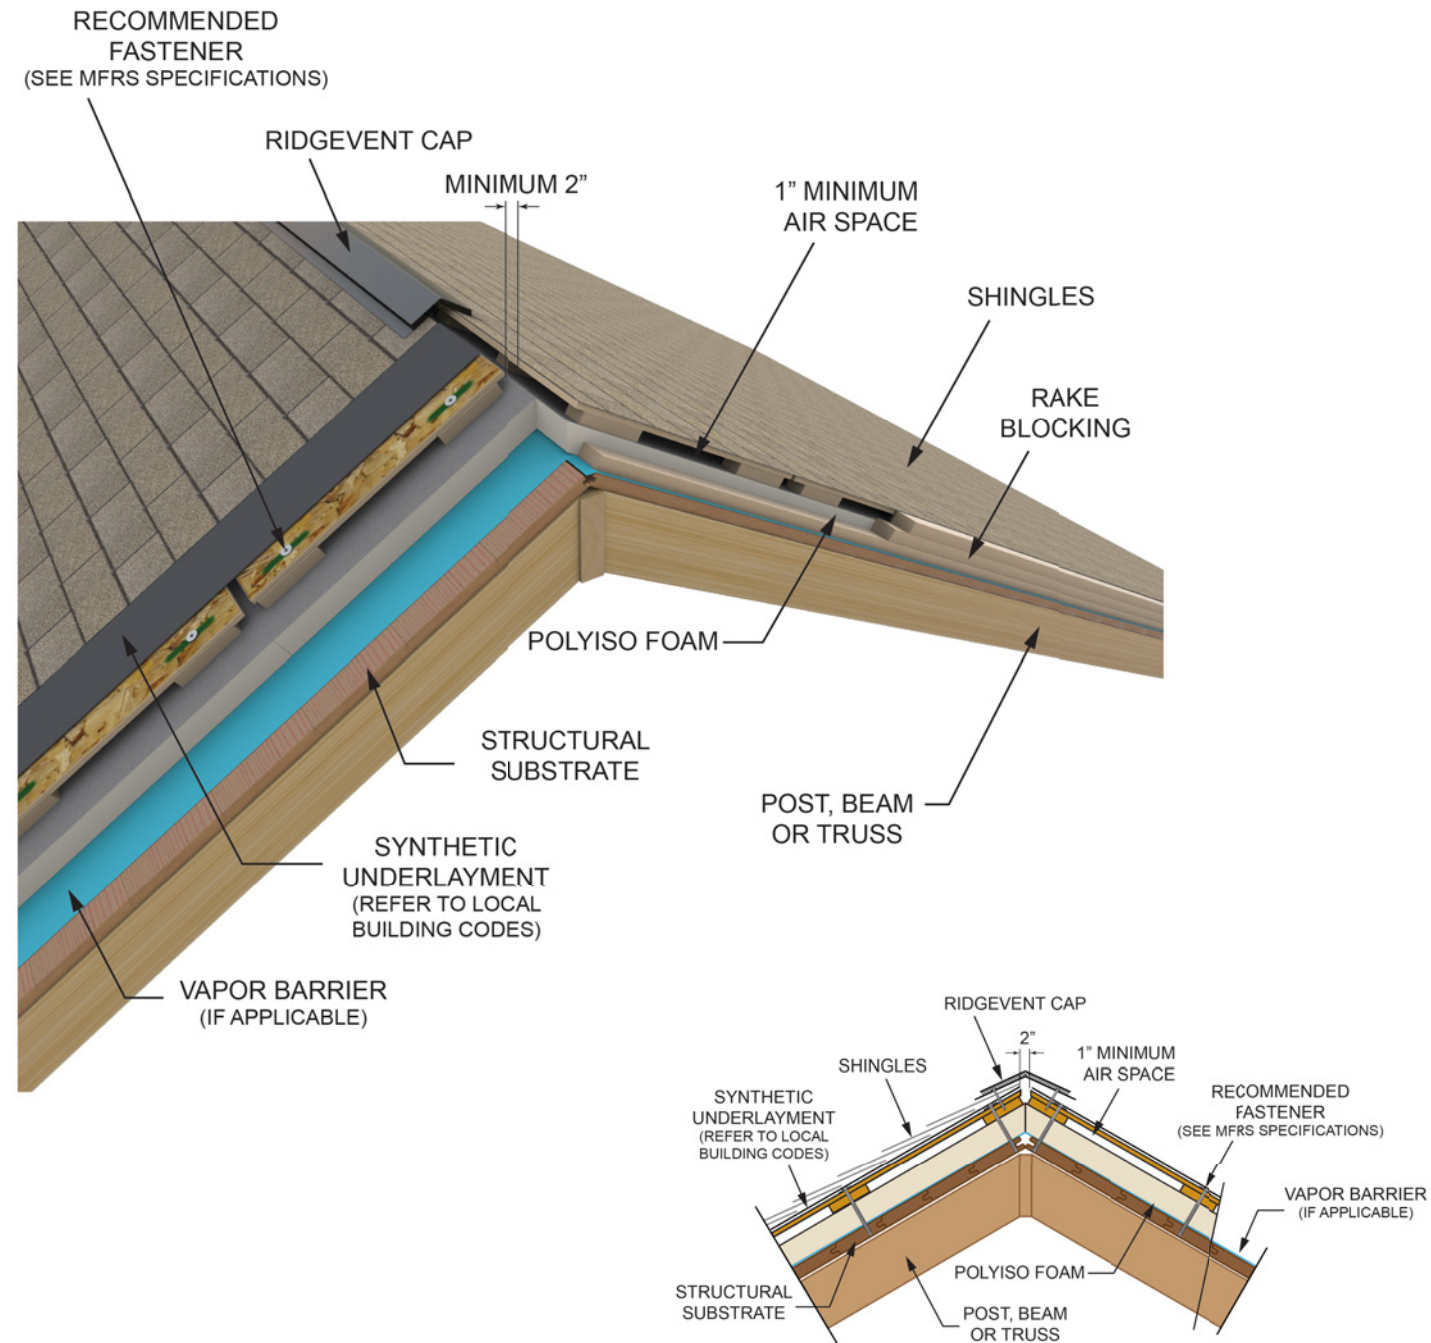 RECOMMENDED
FASTENER
(SEE MFRS SPECIFICATIONS)
RIDGEVENT CAP
MINIMUM 2”
1” MINIMUM
AIR SPACE
SHINGLES
RAKE
BLOCKING
POLYISO FOAM
STRUCTURAL
SUBSTRATE
POST, BEAM
OR TRUSS
SYNTHETIC
UNDERLAYMENT
(REFER TO LOCAL
BUILDING CODES)
VAPOR BARRIER
(IF APPLICABLE)
RIDGEVENT CAP
2”
SHINGLES
1” MINIMUM
AIR SPACE
SYNTHETIC
UNDERLAYMENT
(REFER TO LOCAL
BUILDING CODES)
RECOMMENDED
FASTENER
(SEE MFRS SPECIFICATIONS)
VAPOR BARRIER
(IF APPLICABLE)
POLYISO FOAM
STRUCTURAL
SUBSTRATE
POST, BEAM
OR TRUSS